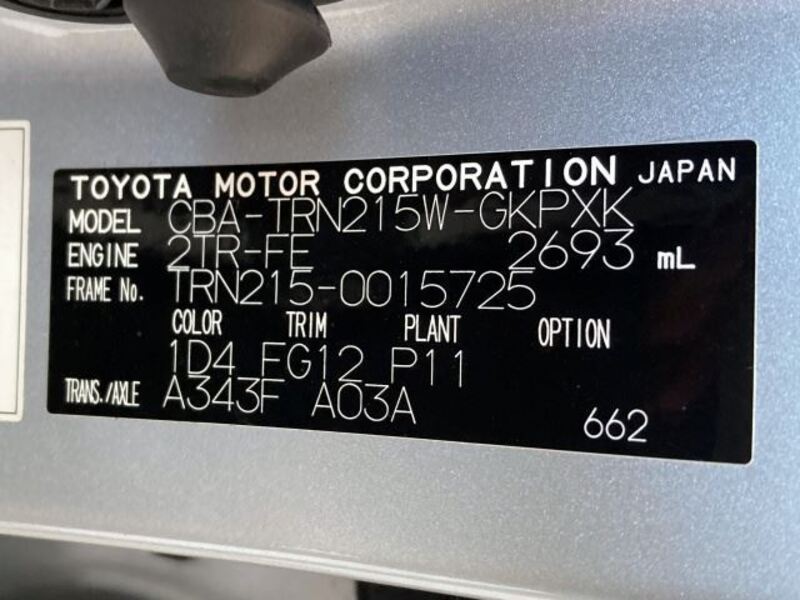 TOYOTA MOTOR CORPORATION JAPAN
MODEL CBA-TRN215W-GKPXK
ENGINE 2TR-FE 2693 mL
FRAME No. TRN215-0015725
COLOR TRIM PLANT OPTION
1D4 FG12 P11
TRANS./AXLE A343F A03A
662